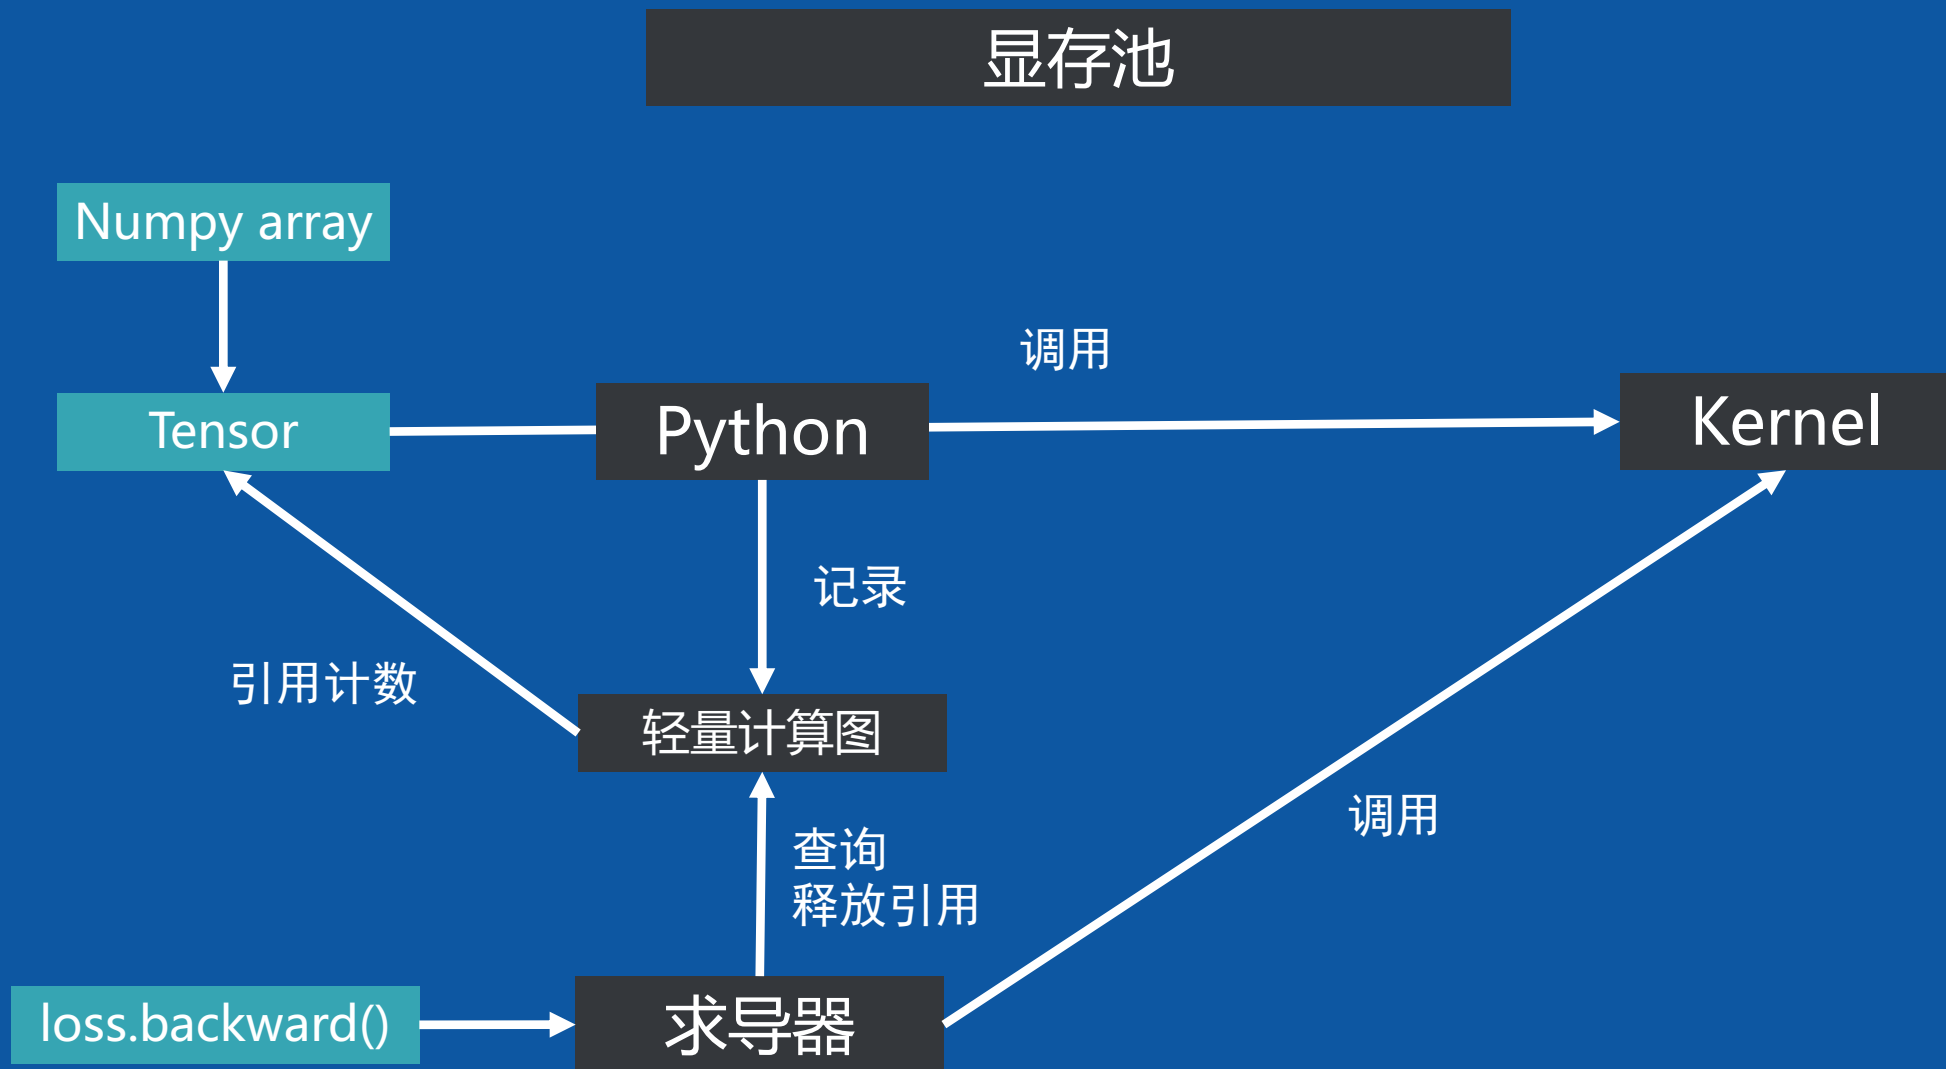 显存池
Numpy array
调用
Tensor
Python
Kernel
记录
引用计数
轻量计算图
调用
查询
释放引用
loss.backward()
求导器